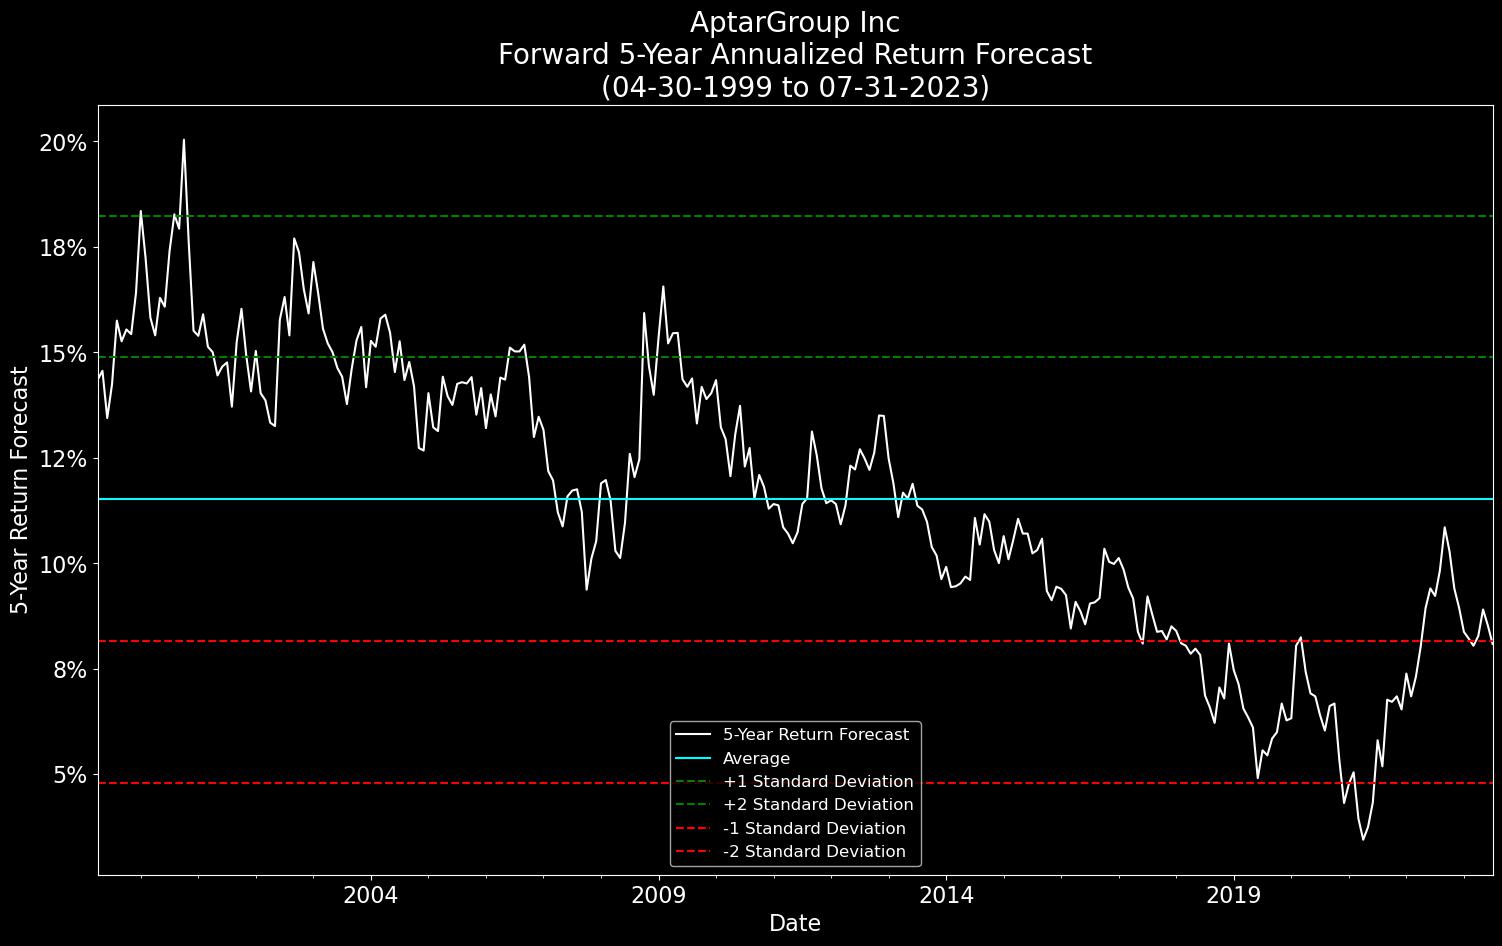 AptarGroup Inc
Forward 5-Year Annualized Return Forecast
(04-30-1999 to 07-31-2023)
20%
18%
15%
12%
10%
8%
5%
5-Year Return Forecast
5-Year Return Forecast
Average
+1 Standard Deviation
+2 Standard Deviation
-1 Standard Deviation
-2 Standard Deviation
2004
2009
2014
2019
Date